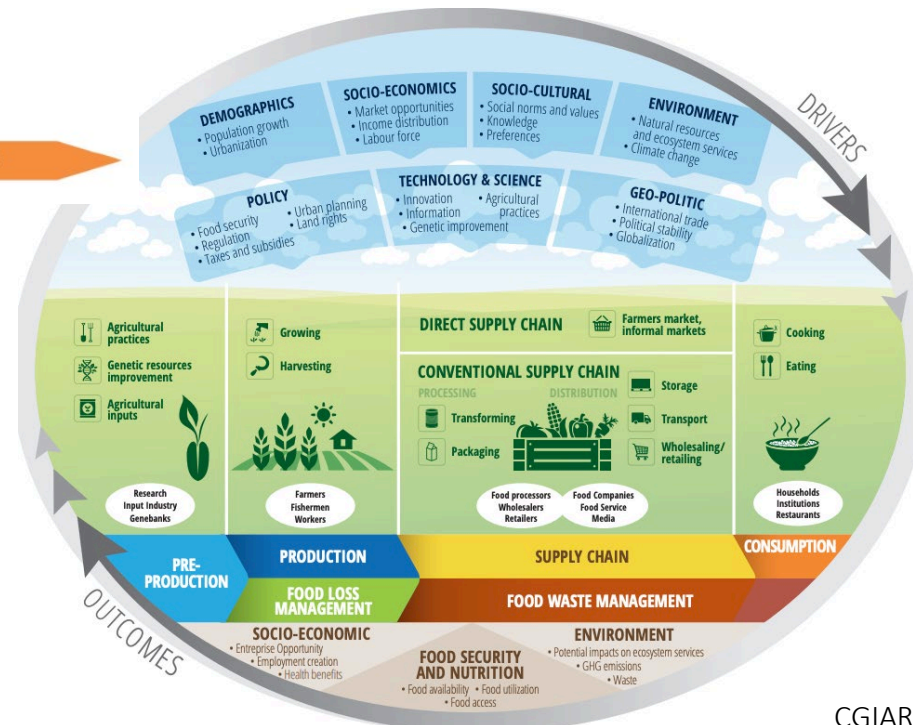 DEMOGRAPHICS
• Population growth
• Urbanization
SOCIO-ECONOMICS
• Market opportunities
• Income distribution
• Labour force
SOCIO-CULTURAL
• Social norms and values
• Knowledge
• Preferences
ENVIRONMENT
• Natural resources
and ecosystem services
• Climate change
DRIVERS
POLICY
• Food security
• Regulation
• Taxes and subsidies
• Urban planning
• Land rights
TECHNOLOGY & SCIENCE
• Innovation
• Information
• Genetic improvement
• Agricultural
practices
GEO-POLITIC
• International trade
• Political stability
• Globalization
Agricultural
practices
Genetic resources
improvement
Agricultural
inputs
Research
Input Industry
Genebanks
Growing
Harvesting
Farmers
Fishermen
Workers
DIRECT SUPPLY CHAIN
Farmers market,
informal markets
CONVENTIONAL SUPPLY CHAIN
PROCESSING
DISTRIBUTION
Transforming
Packaging
Storage
Transport
Wholesaling/
retailing
Food processors
Wholesalers
Retailers
Food Companies
Food Service
Media
Cooking
Eating
Households
Institutions
Restaurants
PRE-
PRODUCTION
PRODUCTION
SUPPLY CHAIN
CONSUMPTION
FOOD LOSS
MANAGEMENT
FOOD WASTE MANAGEMENT
OUTCOMES
SOCIO-ECONOMIC
• Entreprise Opportunity
• Employment creation
• Health benefits
FOOD SECURITY
AND NUTRITION
• Food availability • Food utilization
• Food access
ENVIRONMENT
• Potential impacts on ecosystem services
• GHG emissions
• Waste
CGIAR